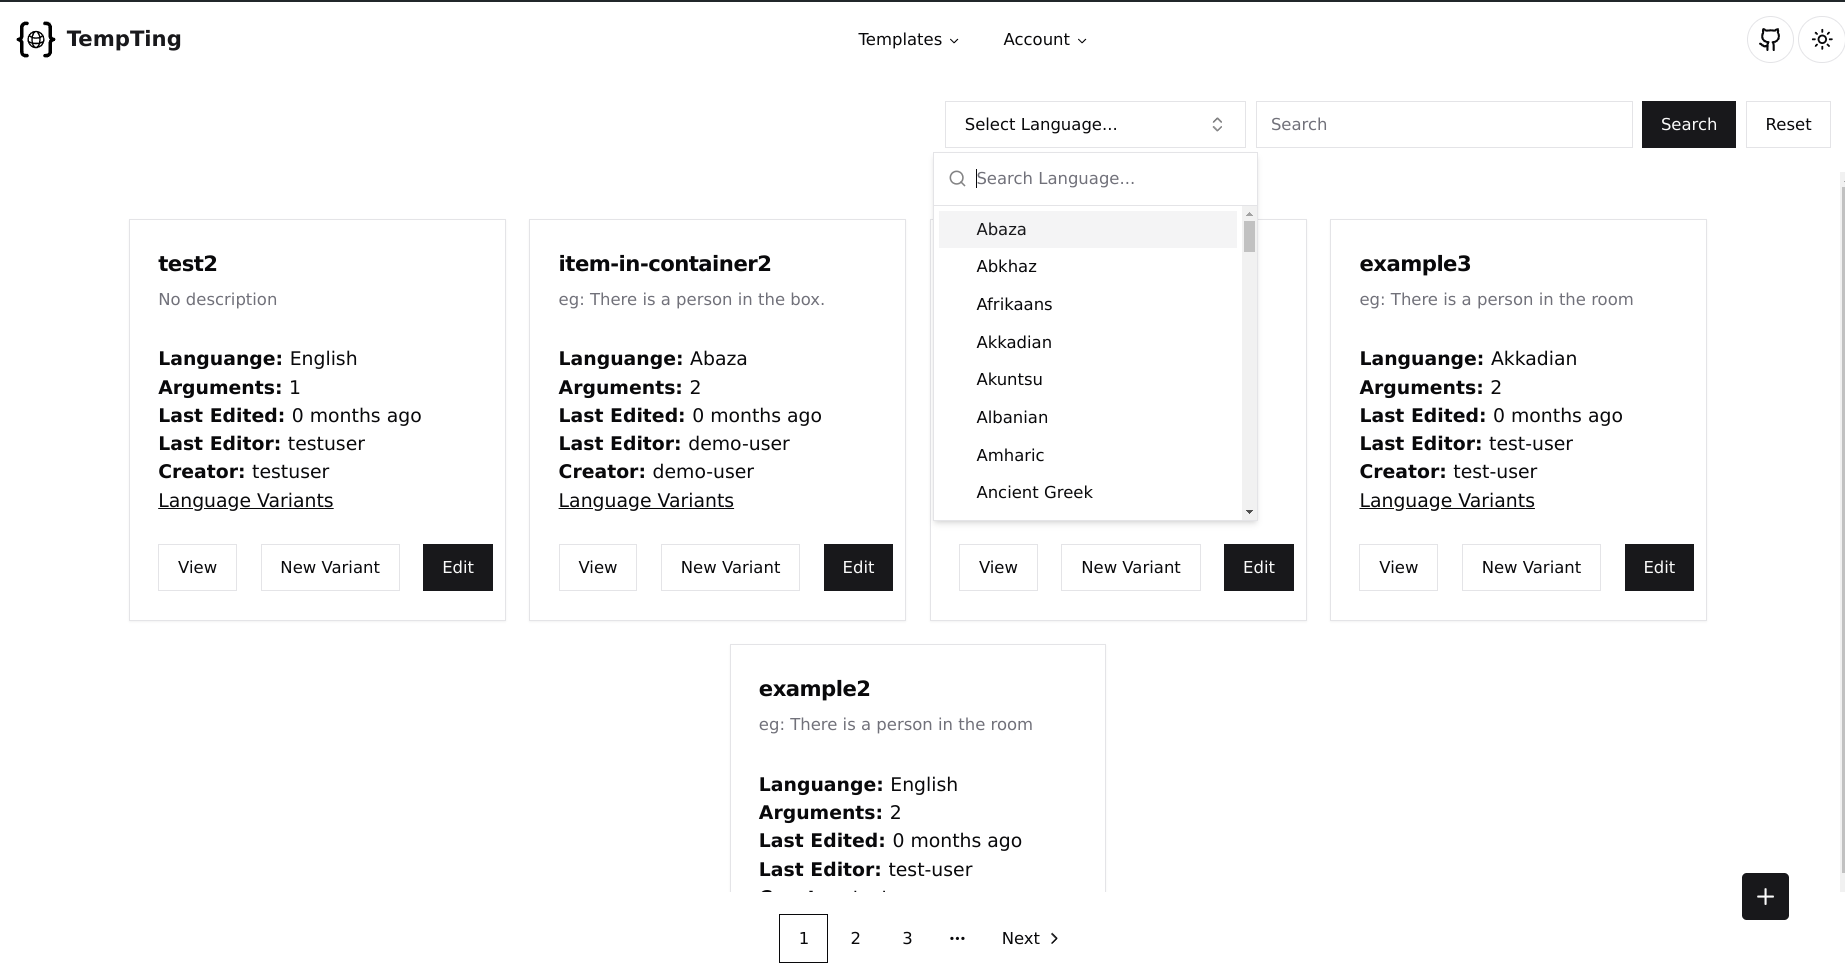 TempTing
Templates
Account
Select Language...
Search
Search
Reset
Search Language...
Abaza
Abkhaz
Afrikaans
Akkadian
Akuntsu
Albanian
Amharic
Ancient Greek
test2
No description
Languange: English
Arguments: 1
Last Edited: 0 months ago
Last Editor: testuser
Creator: testuser
Language Variants
View
New Variant
Edit
item-in-container2
eg: There is a person in the box.
Languange: Abaza
Arguments: 2
Last Edited: 0 months ago
Last Editor: demo-user
Creator: demo-user
Language Variants
View
New Variant
Edit
View
New Variant
Edit
example3
eg: There is a person in the room
Languange: Akkadian
Arguments: 2
Last Edited: 0 months ago
Last Editor: test-user
Creator: test-user
Language Variants
View
New Variant
Edit
example2
eg: There is a person in the room
Languange: English
Arguments: 2
Last Edited: 0 months ago
Last Editor: test-user
1
2
3
...
Next